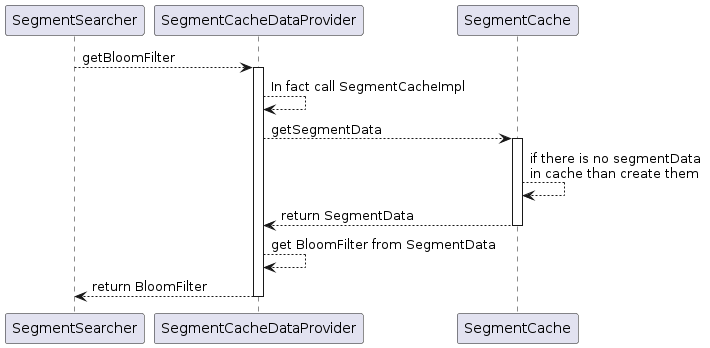 SegmentSearcher
SegmentCacheDataProvider
SegmentCache
getBloomFilter
In fact call SegmentCacheImpl
getSegmentData
if there is no segmentData
in cache than create them
return SegmentData
get BloomFilter from SegmentData
return BloomFilter
SegmentSearcher
SegmentCacheDataProvider
SegmentCache